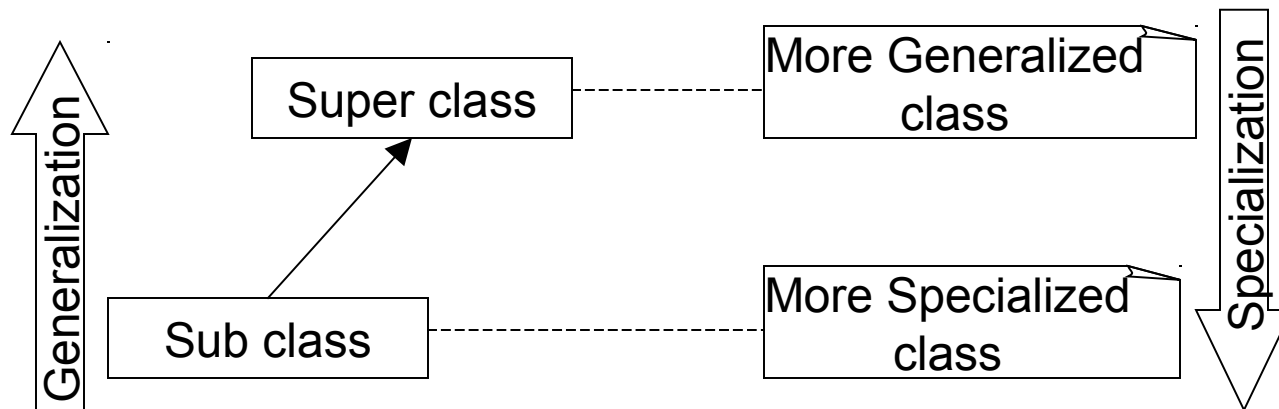 Generalization
Super class
More Generalized
class
Specialization
Sub class
More Specialized
class